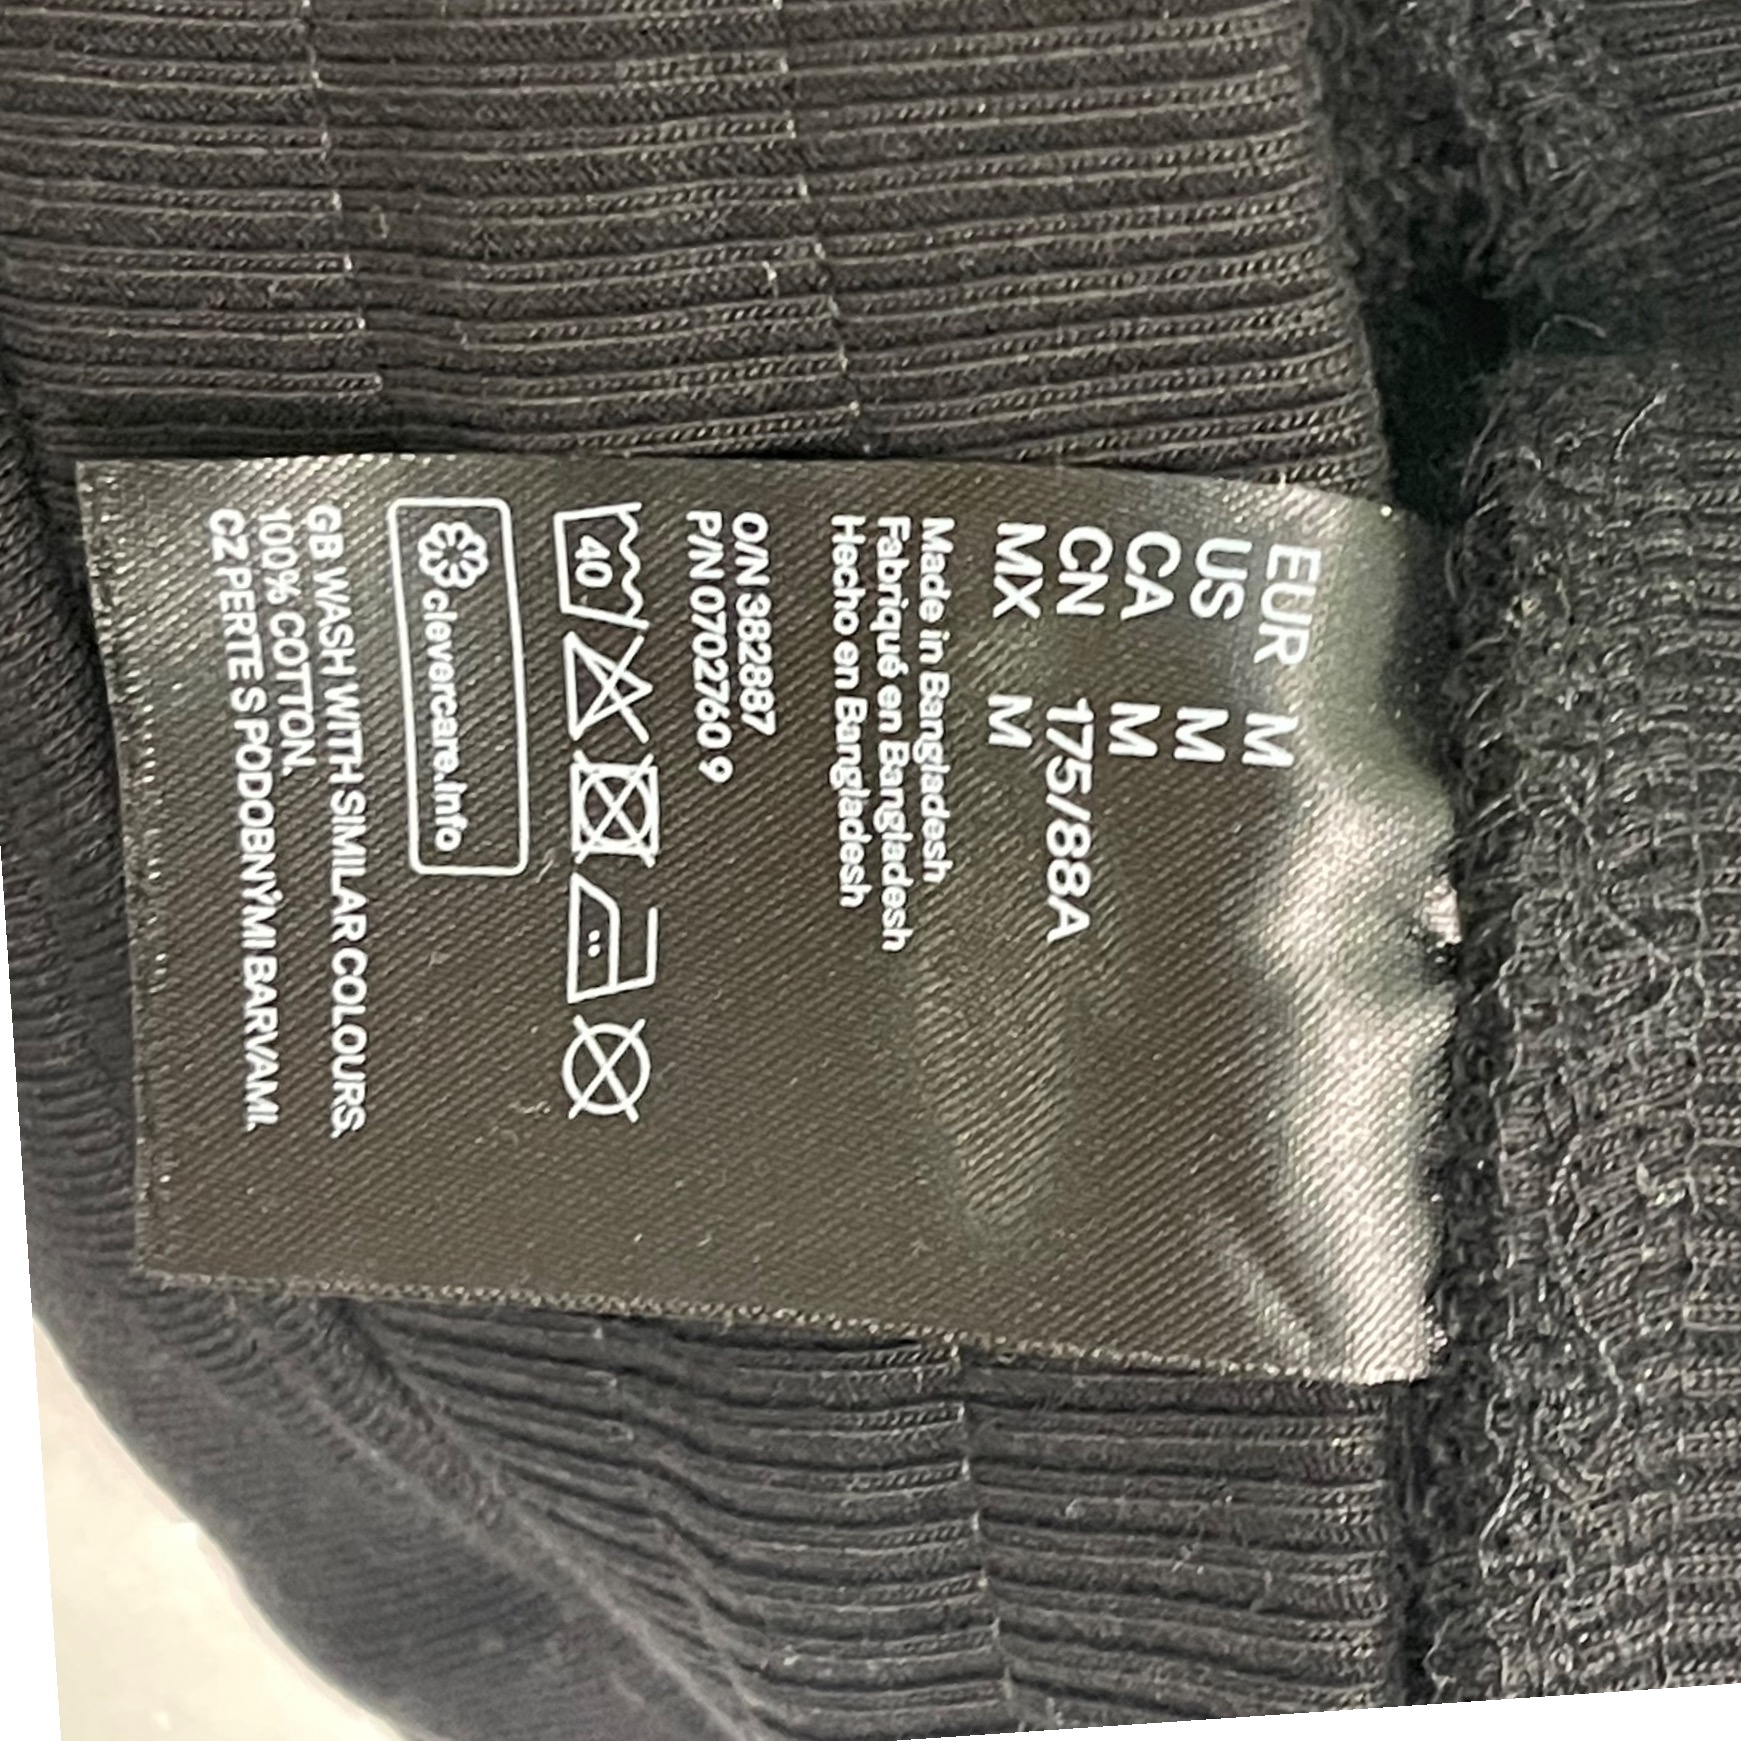 EUR M
US M
CA M
CN 175/88A
MX M
Made in Bangladesh
Fabriqué en Bangladesh
Hecho en Bangladesh
O/N 382887
P/N 0702760 9
40
clevercare.info
GB WASH WITH SIMILAR COLOURS.
100% COTTON.
CZ PERTE S PODOBNÝMI BARVAMI.